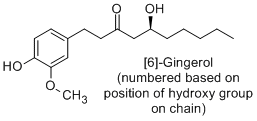 O
OH
HO
O
CH3
[6]-Gingerol
(numbered based on
position of hydroxy group
on chain)